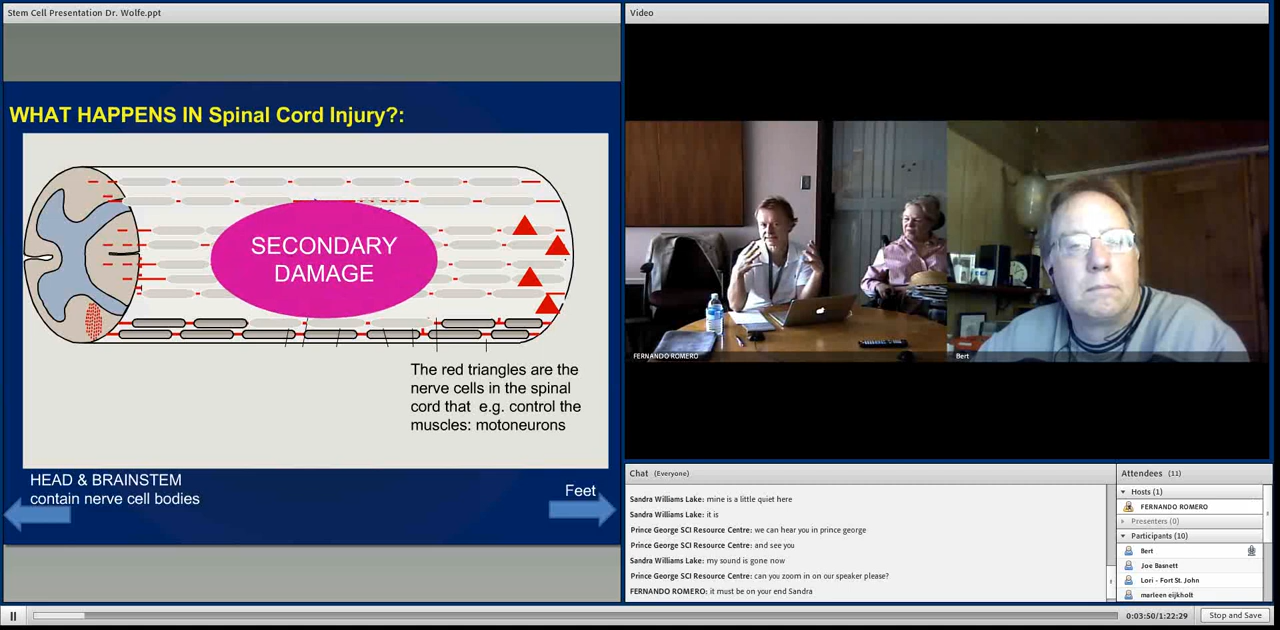 Stem Cell Presentation Dr. Wolfe.ppt
WHAT HAPPENS IN Spinal Cord Injury?:
SECONDARY
DAMAGE
The red triangles are the
nerve cells in the spinal
cord that e.g. control the
muscles: motoneurons
HEAD & BRAINSTEM
contain nerve cell bodies
Feet
Video
FERNANDO ROMERO
Bert
Chat (Everyone)
Sandra Williams Lake: mine is a little quiet here
Sandra Williams Lake: it is
Prince George SCI Resource Centre: we can hear you in prince george
Prince George SCI Resource Centre: and see you
Sandra Williams Lake: my sound is gone now
Prince George SCI Resource Centre: can you zoom in on our speaker please?
FERNANDO ROMERO: it must be on your end Sandra
Attendees (11)
Hosts (1)
FERNANDO ROMERO
Presenters (0)
Participants (10)
Bert
Joe Basnett
Lori - Fort St. John
marleen eijkholt
0:03:50/1:22:29
Stop and Save